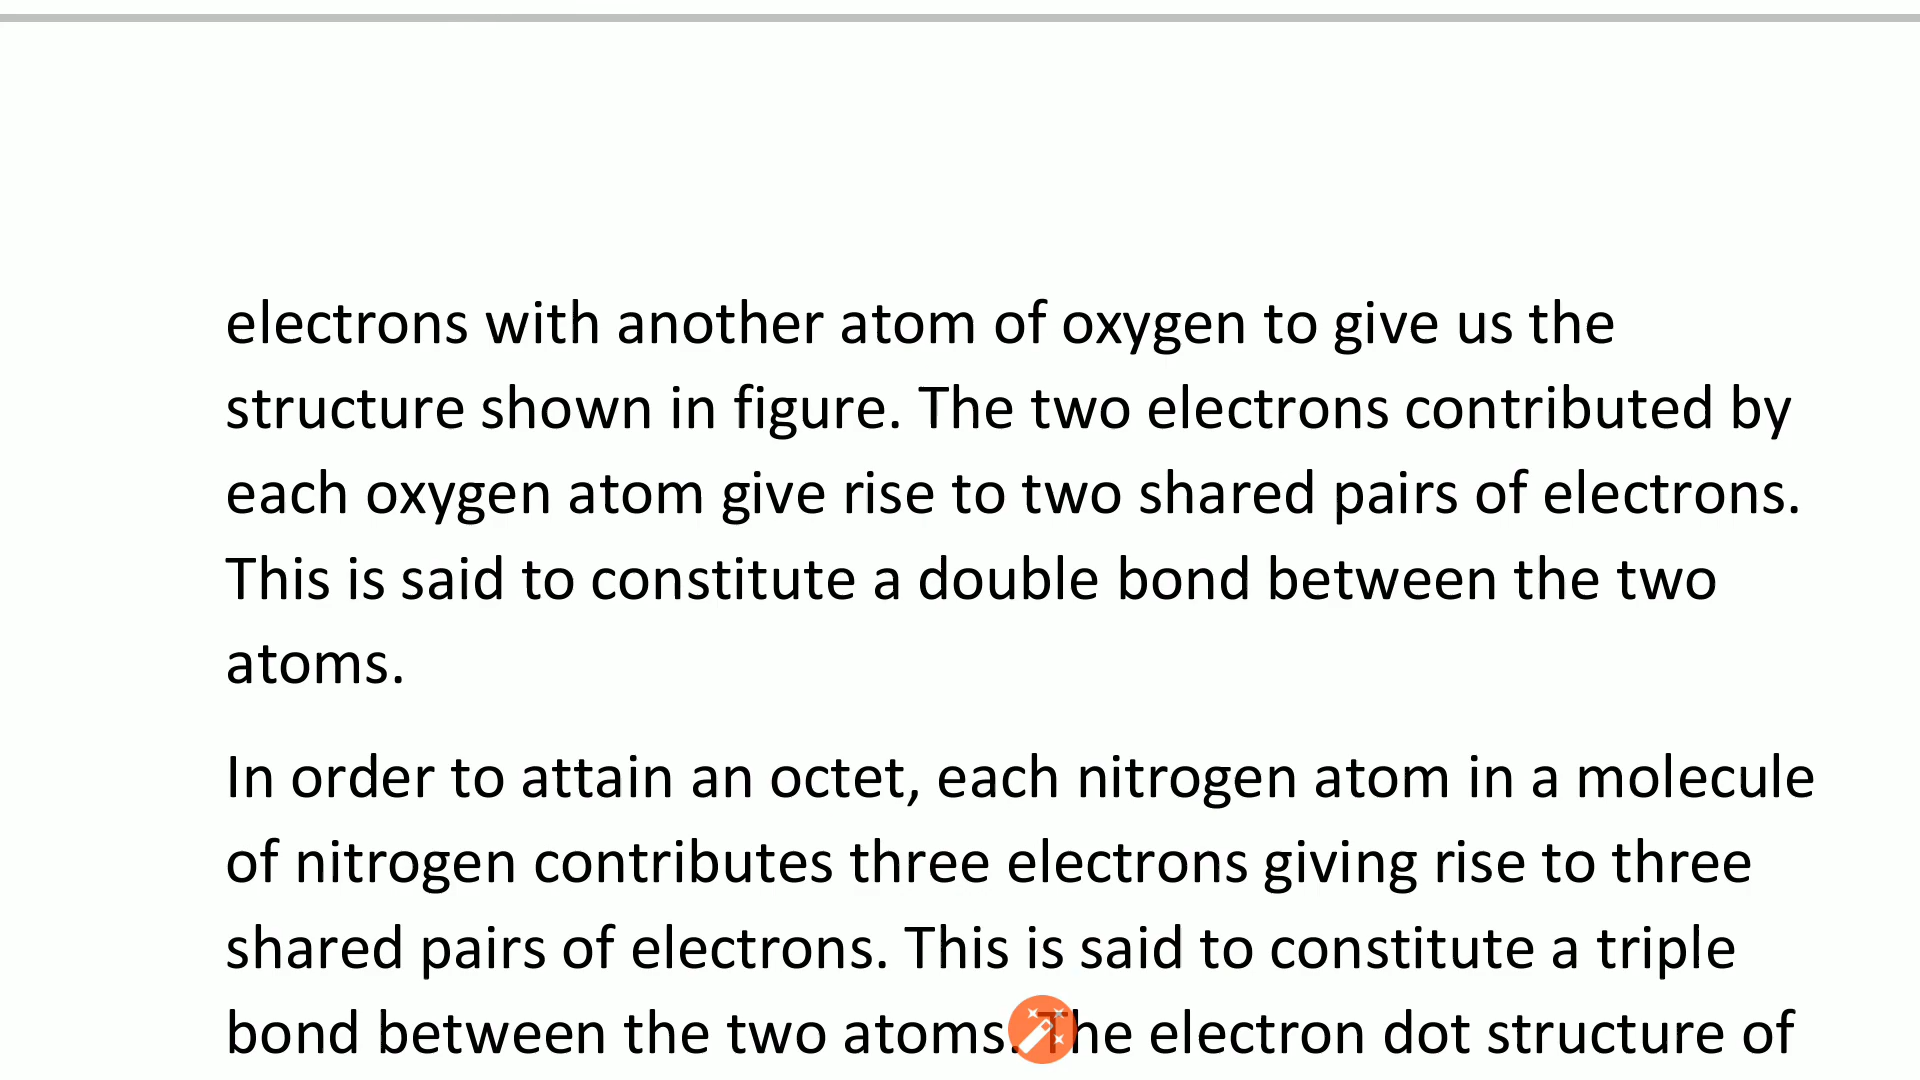 electrons with another atom of oxygen to give us the
structure shown in figure. The two electrons contributed by
each oxygen atom give rise to two shared pairs of electrons.
This is said to constitute a double bond between the two
atoms.
In order to attain an octet, each nitrogen atom in a molecule
of nitrogen contributes three electrons giving rise to three
shared pairs of electrons. This is said to constitute a triple
bond between the two atoms. The electron dot structure of